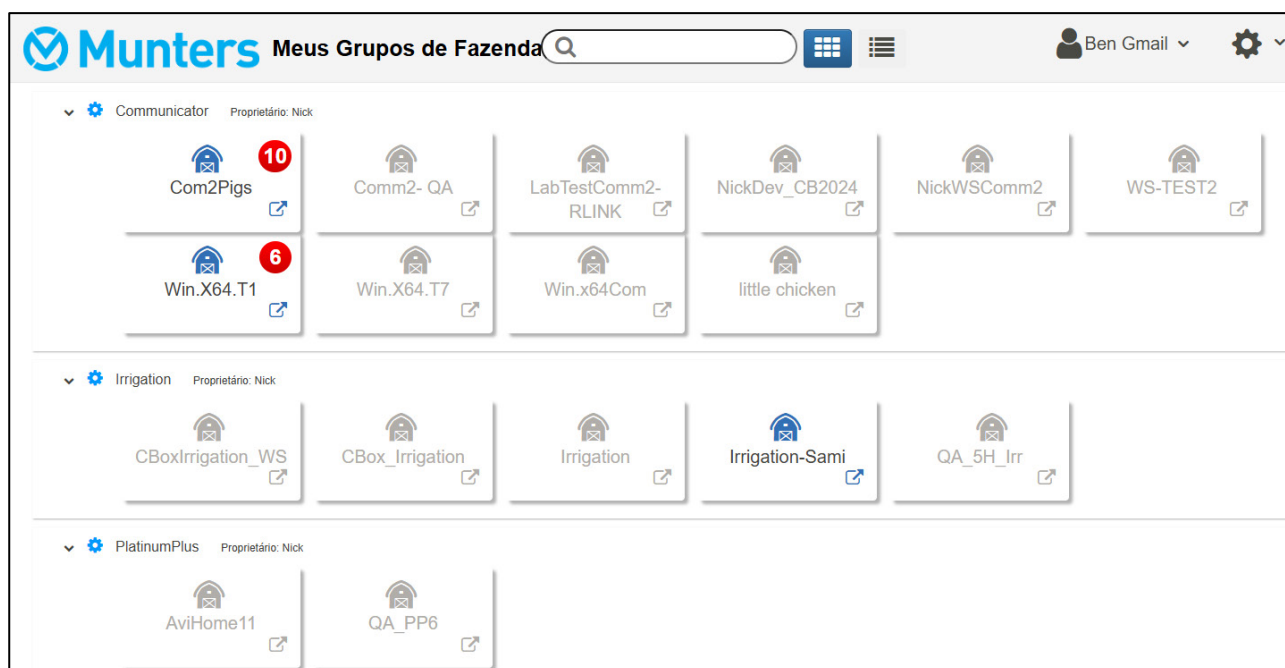 Munters Meus Grupos de Fazenda
Ben Gmail
Communicator Proprietário: Nick
10
Com2Pigs
Comm2- QA
LabTestComm2-
RLINK
NickDev_CB2024
NickWSComm2
WS-TEST2
6
Win.X64.T1
Win.X64.T7
Win.x64Com
little chicken
Irrigation Proprietário: Nick
CBoxIrrigation_WS
CBox_Irrigation
Irrigation
Irrigation-Sami
QA_5H_Irr
PlatinumPlus Proprietário: Nick
AviHome11
QA_PP6